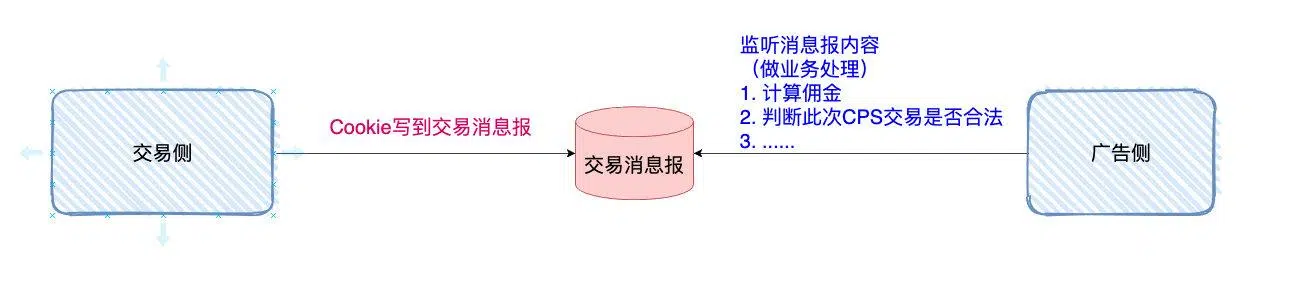 监听消息报内容
（做业务处理）
1. 计算佣金
2. 判断此次CPS交易是否合法
3. ......
Cookie写到交易消息报
交易侧
交易消息报
广告侧